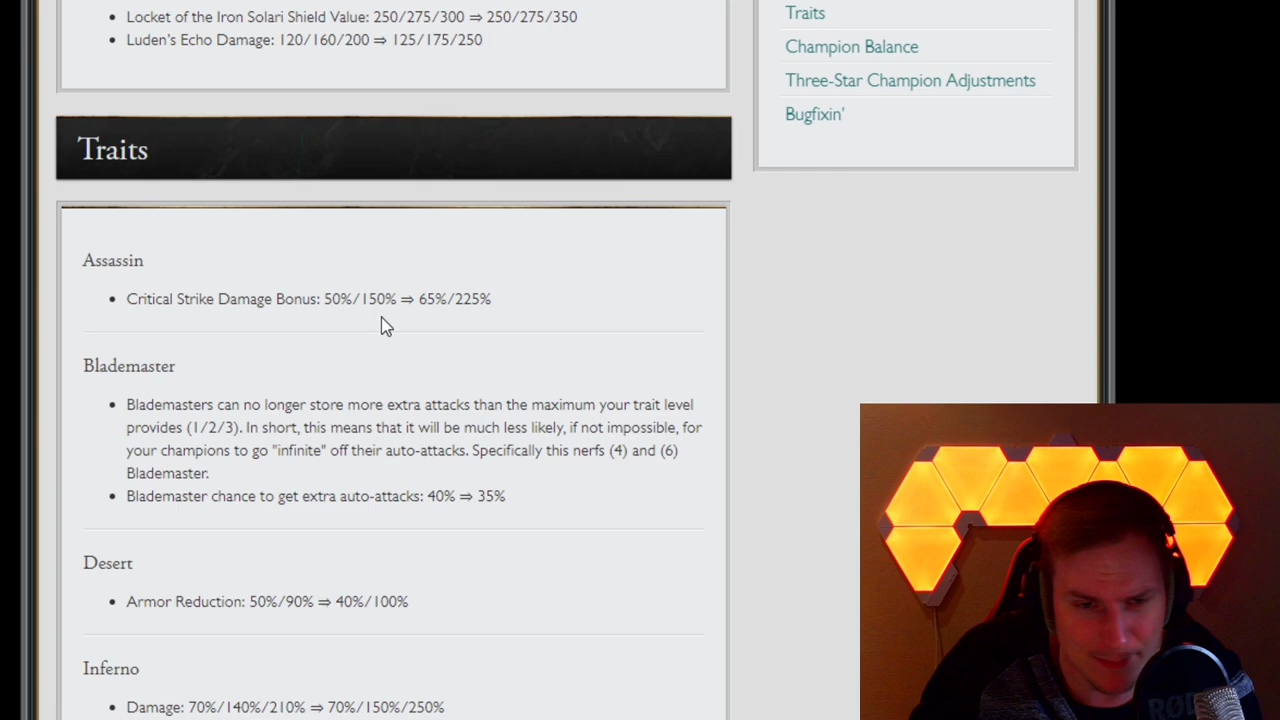 Locket of the Iron Solari Shield Value: 250/275/300 ⇒ 250/275/350
Luden's Echo Damage: 120/160/200 ⇒ 125/175/250
Traits
Champion Balance
Three-Star Champion Adjustments
Bugfixin'
Traits
Assassin
Critical Strike Damage Bonus: 50%/150% ⇒ 65%/225%
Blademaster
Blademasters can no longer store more extra attacks than the maximum your trait level
provides (1/2/3). In short, this means that it will be much less likely, if not impossible, for
your champions to go "infinite" off their auto-attacks. Specifically this nerfs (4) and (6)
Blademaster.
Blademaster chance to get extra auto-attacks: 40% ⇒ 35%
Desert
Armor Reduction: 50%/90% ⇒ 40%/100%
Inferno
Damage: 70%/140%/210% ⇒ 70%/150%/250%
RØDE